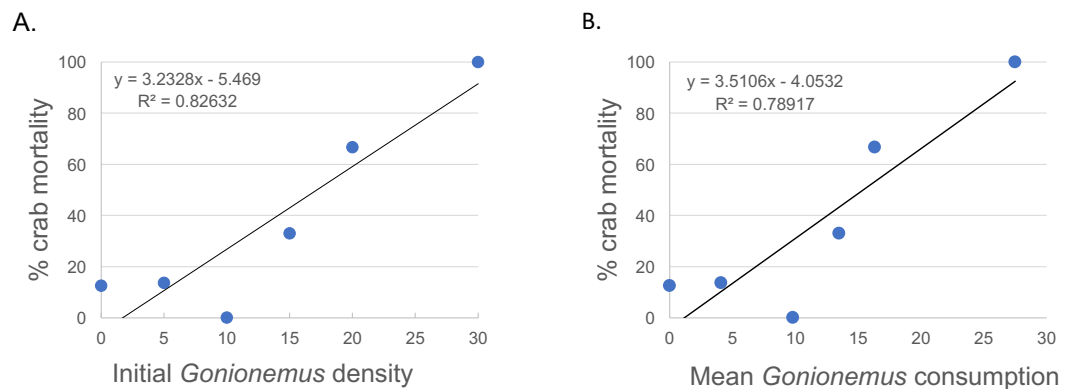 A.
y = 3.2328x - 5.469
R² = 0.82632
% crab mortality
100
80
60
40
20
0
0 5 10 15 20 25 30
Initial Gonionemus density
B.
y = 3.5106x - 4.0532
R² = 0.78917
% crab mortality
100
80
60
40
20
0
0 5 10 15 20 25 30
Mean Gonionemus consumption